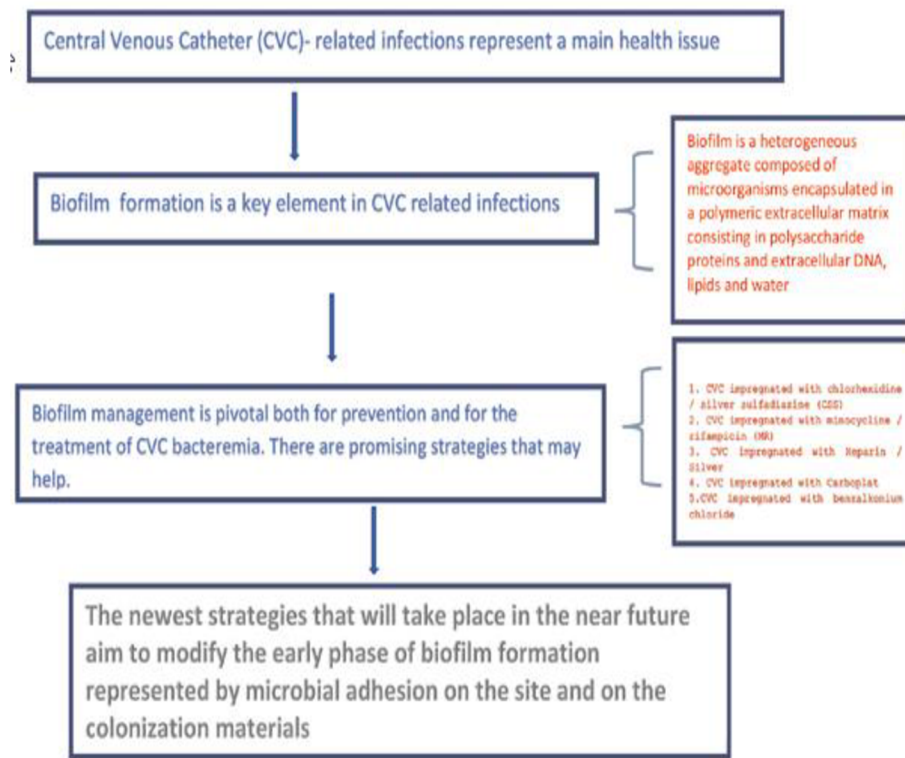 Central Venous Catheter (CVC)- related infections represent a main health issue
Biofilm formation is a key element in CVC related infections
Biofilm is a heterogeneous
aggregate composed of
microorganisms encapsulated in
a polymeric extracellular matrix
consisting in polysaccharide
proteins and extracellular DNA,
lipids and water
Biofilm management is pivotal both for prevention and for the
treatment of CVC bacteremia. There are promising strategies that may
help.
1. CVC impregnated with chlorhexidine
/ silver sulfadiazine (CSS)
2. CVC impregnated with minocycline /
rifampicin (MR)
3. CVC impregnated with Heparin /
Silver
4. CVC impregnated with Carboplat
5.CVC impregnated with benzalkonium
chloride
The newest strategies that will take place in the near future
aim to modify the early phase of biofilm formation
represented by microbial adhesion on the site and on the
colonization materials